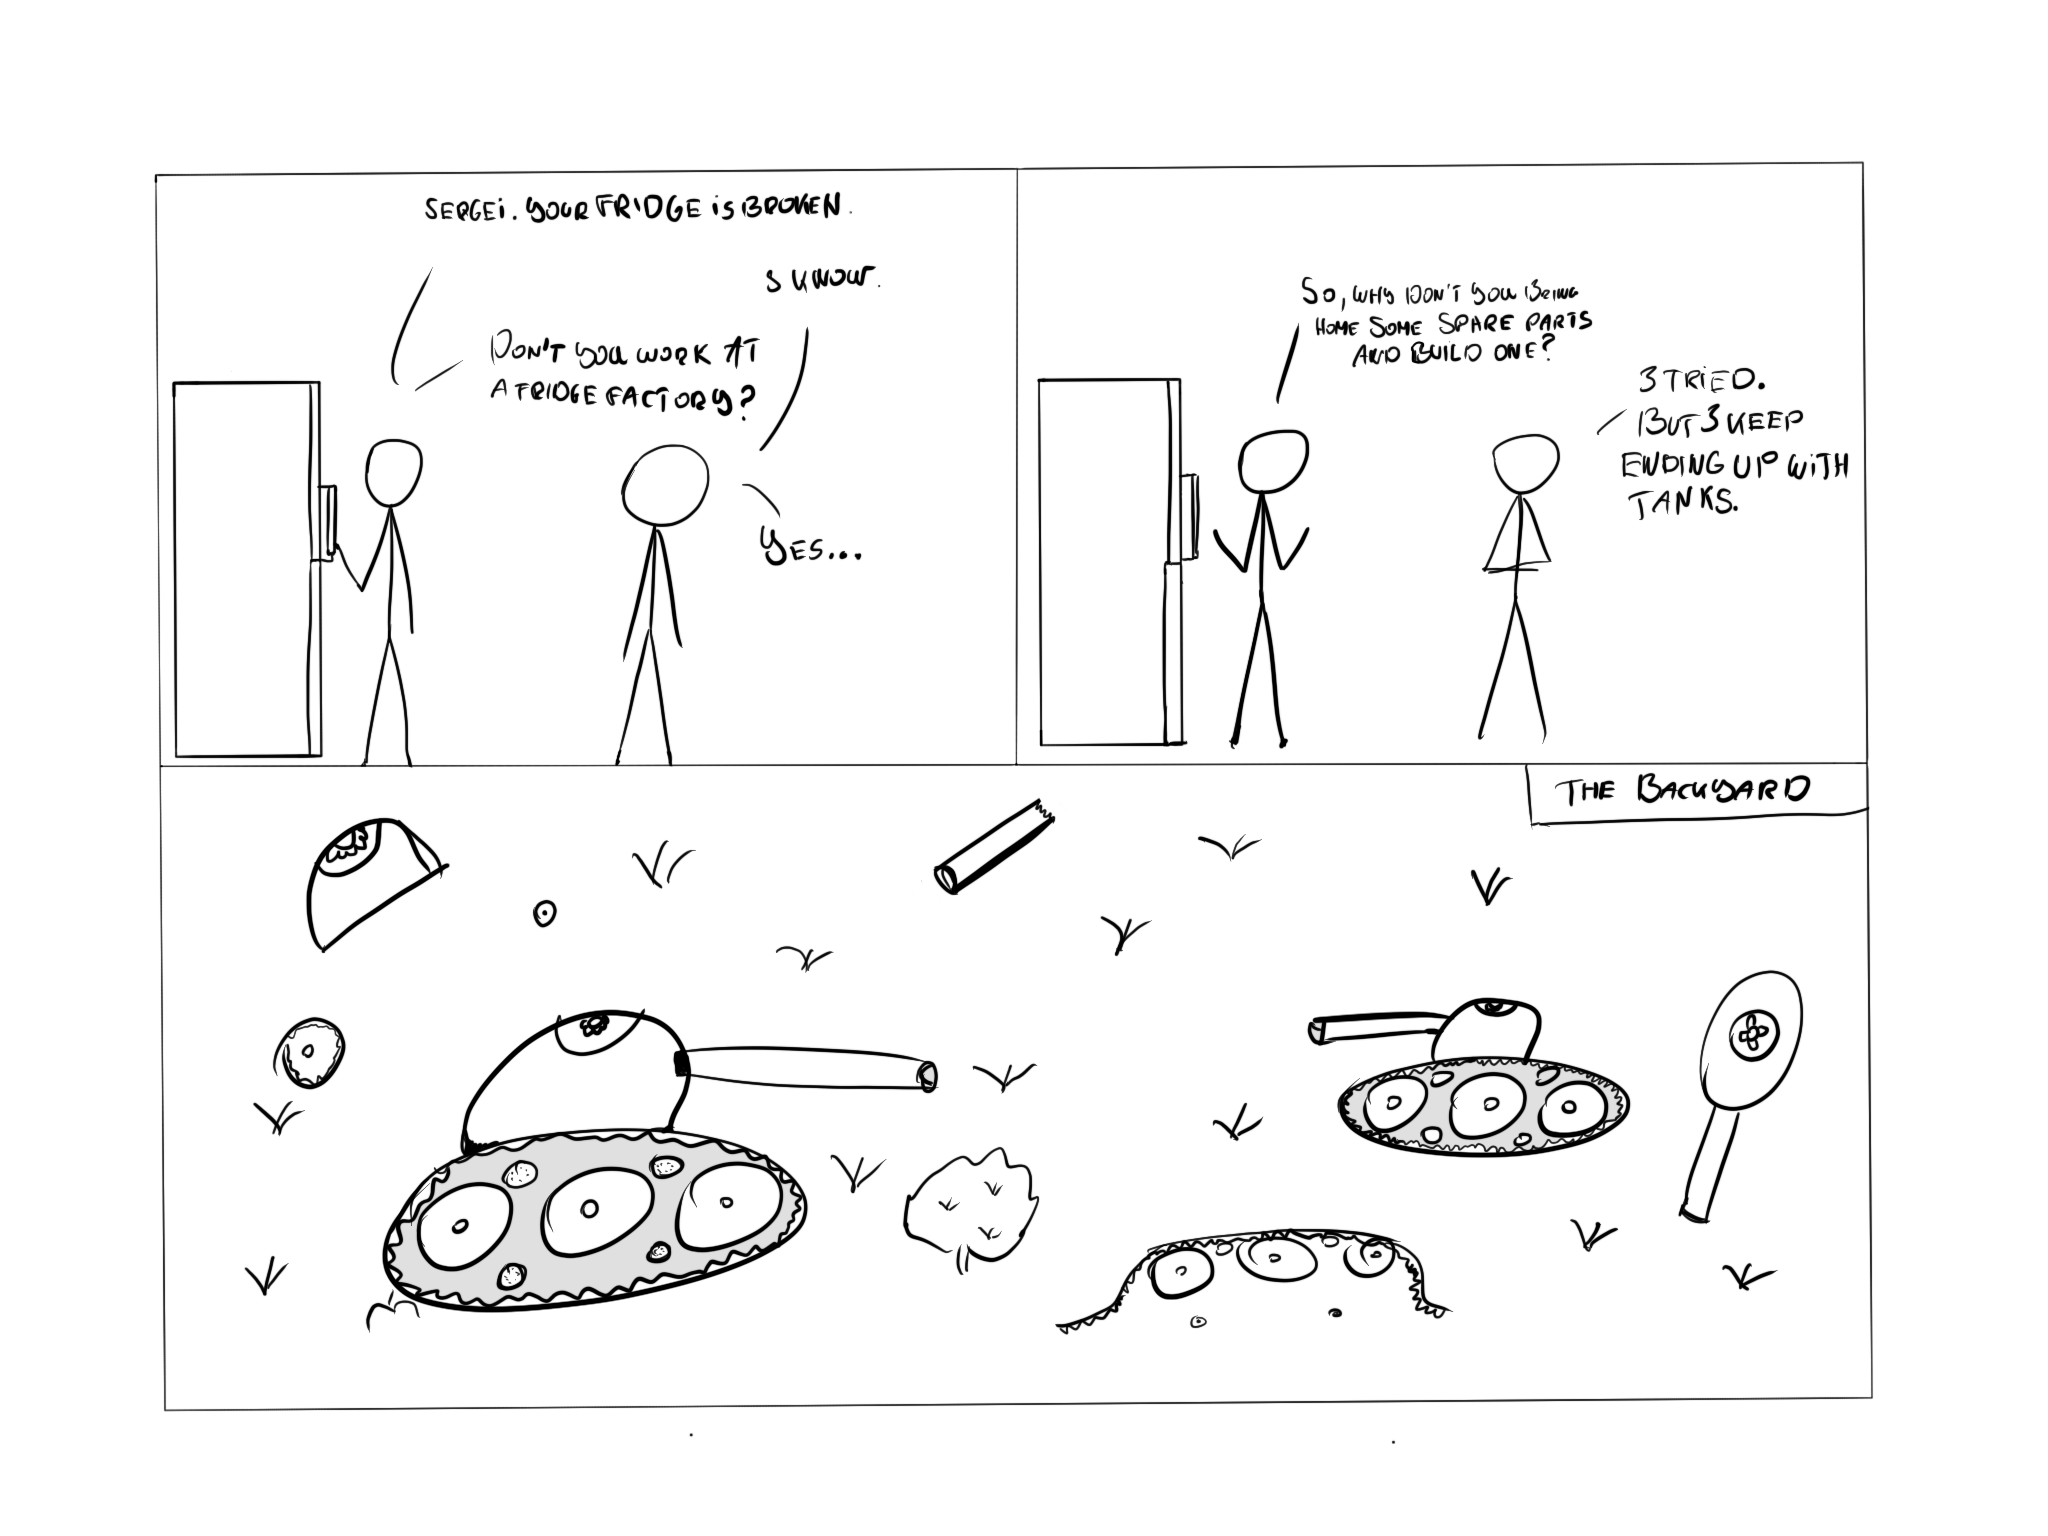 SERGEI. YOUR FRIDGE IS BROKEN.
I KNOW.
DON'T YOU WORK AT
A FRIDGE FACTORY?
YES...
SO, WHY DON'T YOU BRING
HOME SOME SPARE PARTS
AND BUILD ONE?
I TRIED.
BUT I KEEP
ENDING UP WITH
TANKS.
THE BACKYARD